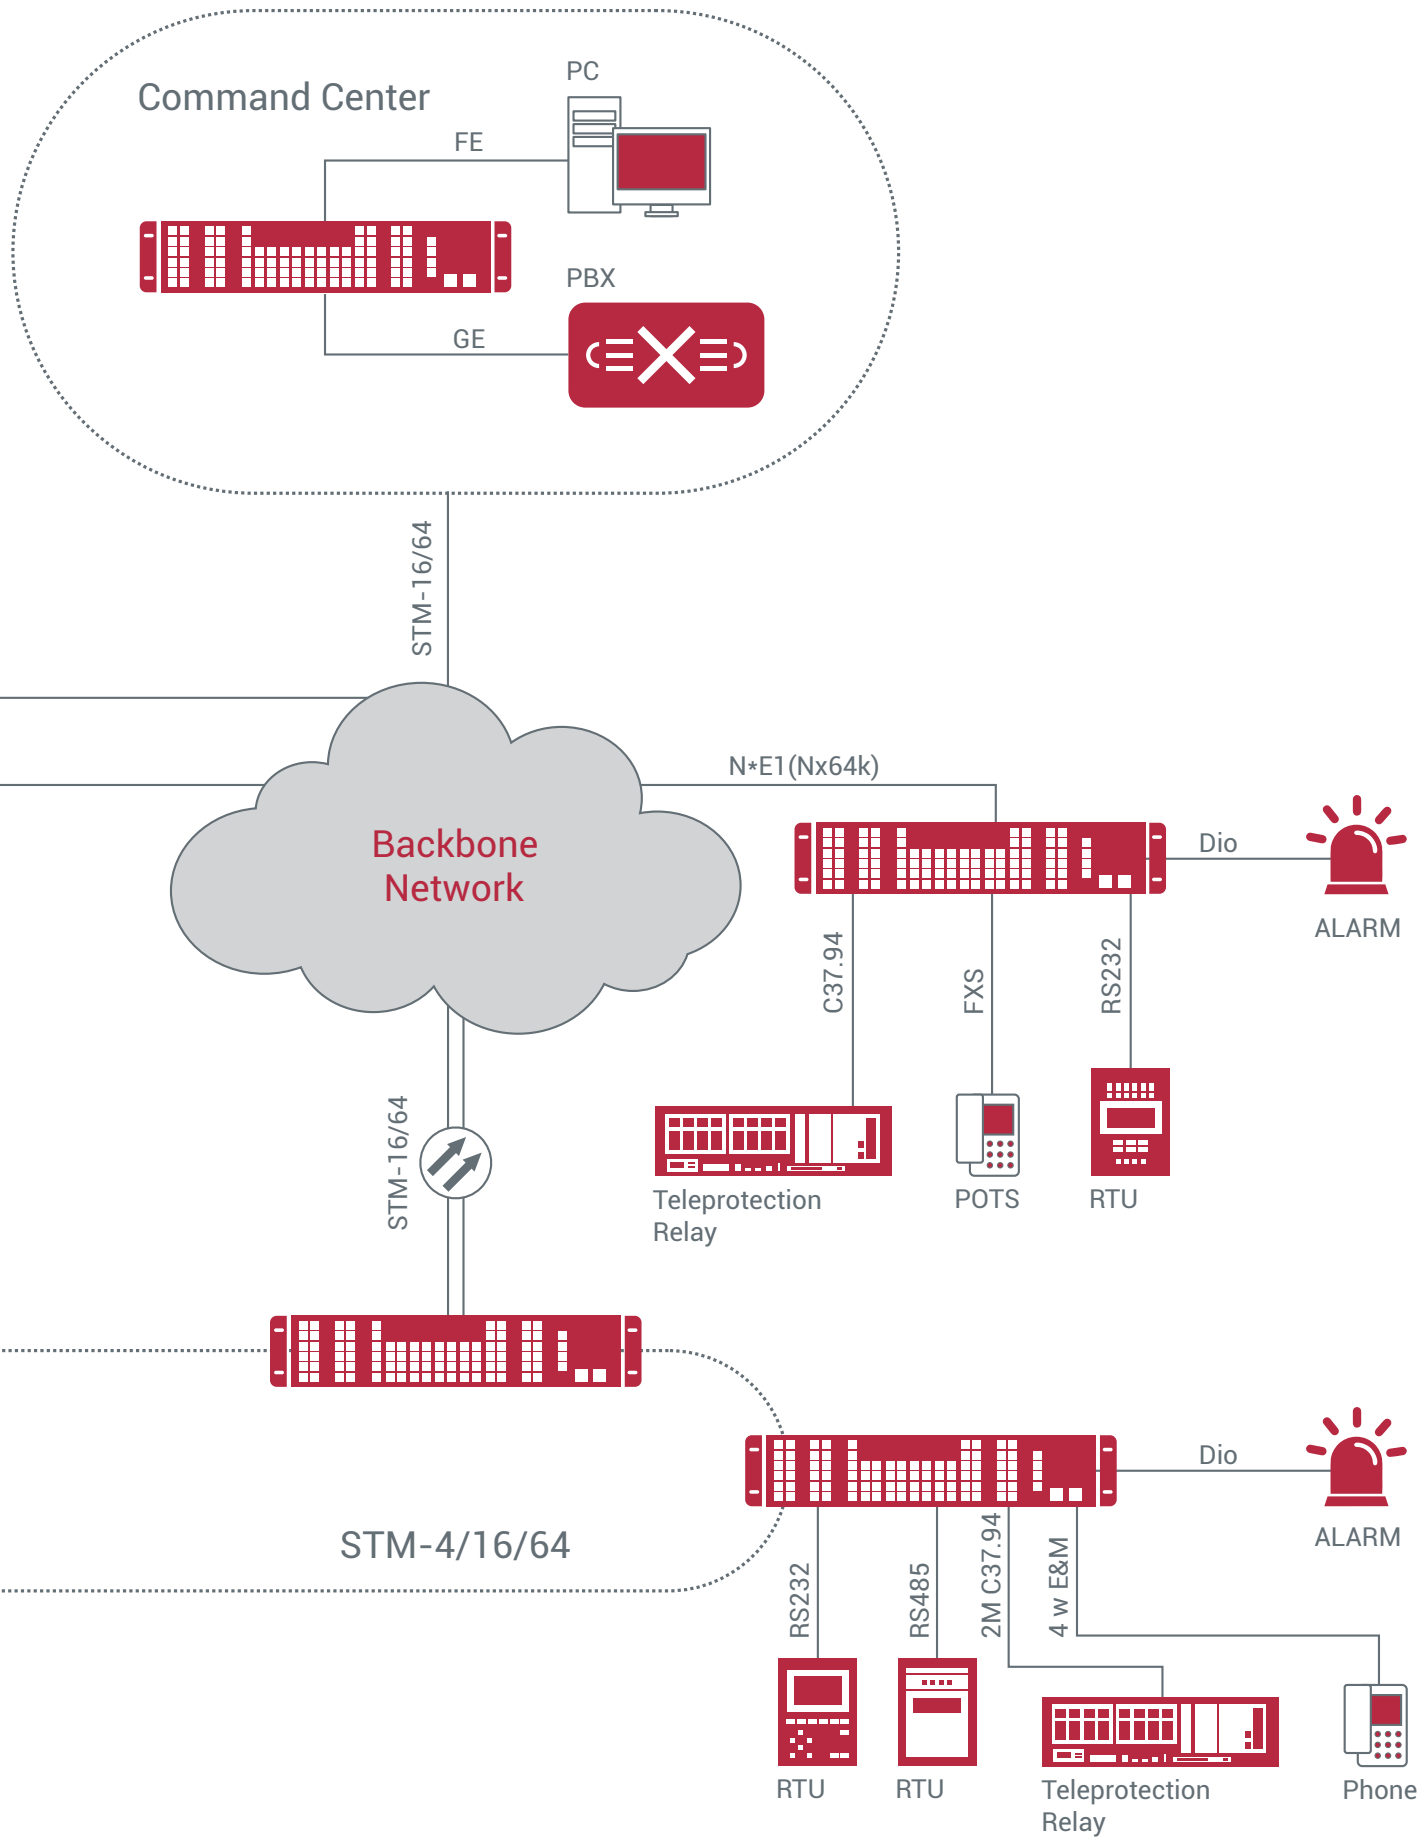 PC
Command Center
FE
PBX
GE
STM-16/64
N*E1(Nx64k)
Backbone
Network
Dio
ALARM
C37.94
FXS
RS232
STM-16/64
Teleprotection
Relay
POTS
RTU
Dio
ALARM
STM-4/16/64
RS232
RS485
2M C37.94
4 w E&M
RTU
RTU
Teleprotection
Relay
Phone